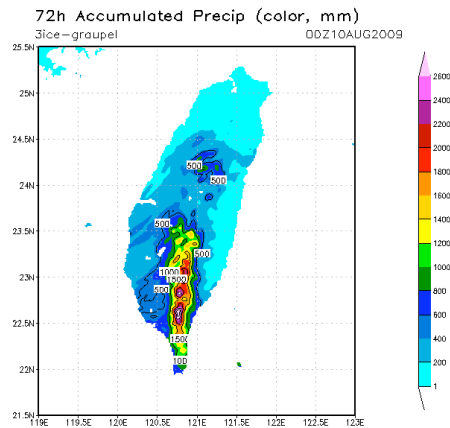 72h Accumulated Precip (color, mm)
3ice-graupel 00Z10AUG2009
25.5N
25N
24.5N
24N
23.5N
23N
22.5N
22N
21.5N
119E 119.5E 120E 120.5E 121E 121.5E 122E 122.5E 123E
500
500
500
500
1000
1500
500
1500
100
2600
2400
2200
2000
1800
1600
1400
1200
1000
800
600
400
200
1